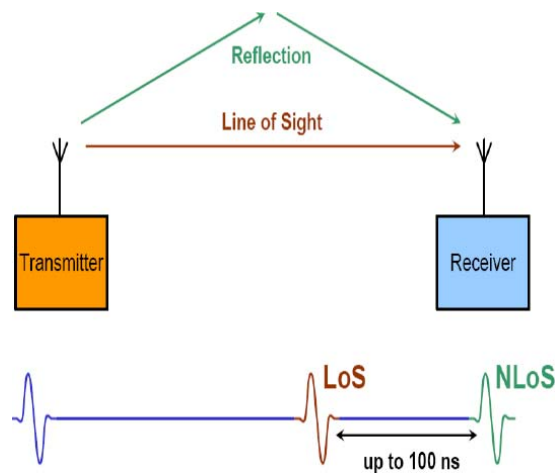 Reflection
Line of Sight
Transmitter
Receiver
LoS
NLoS
up to 100 ns